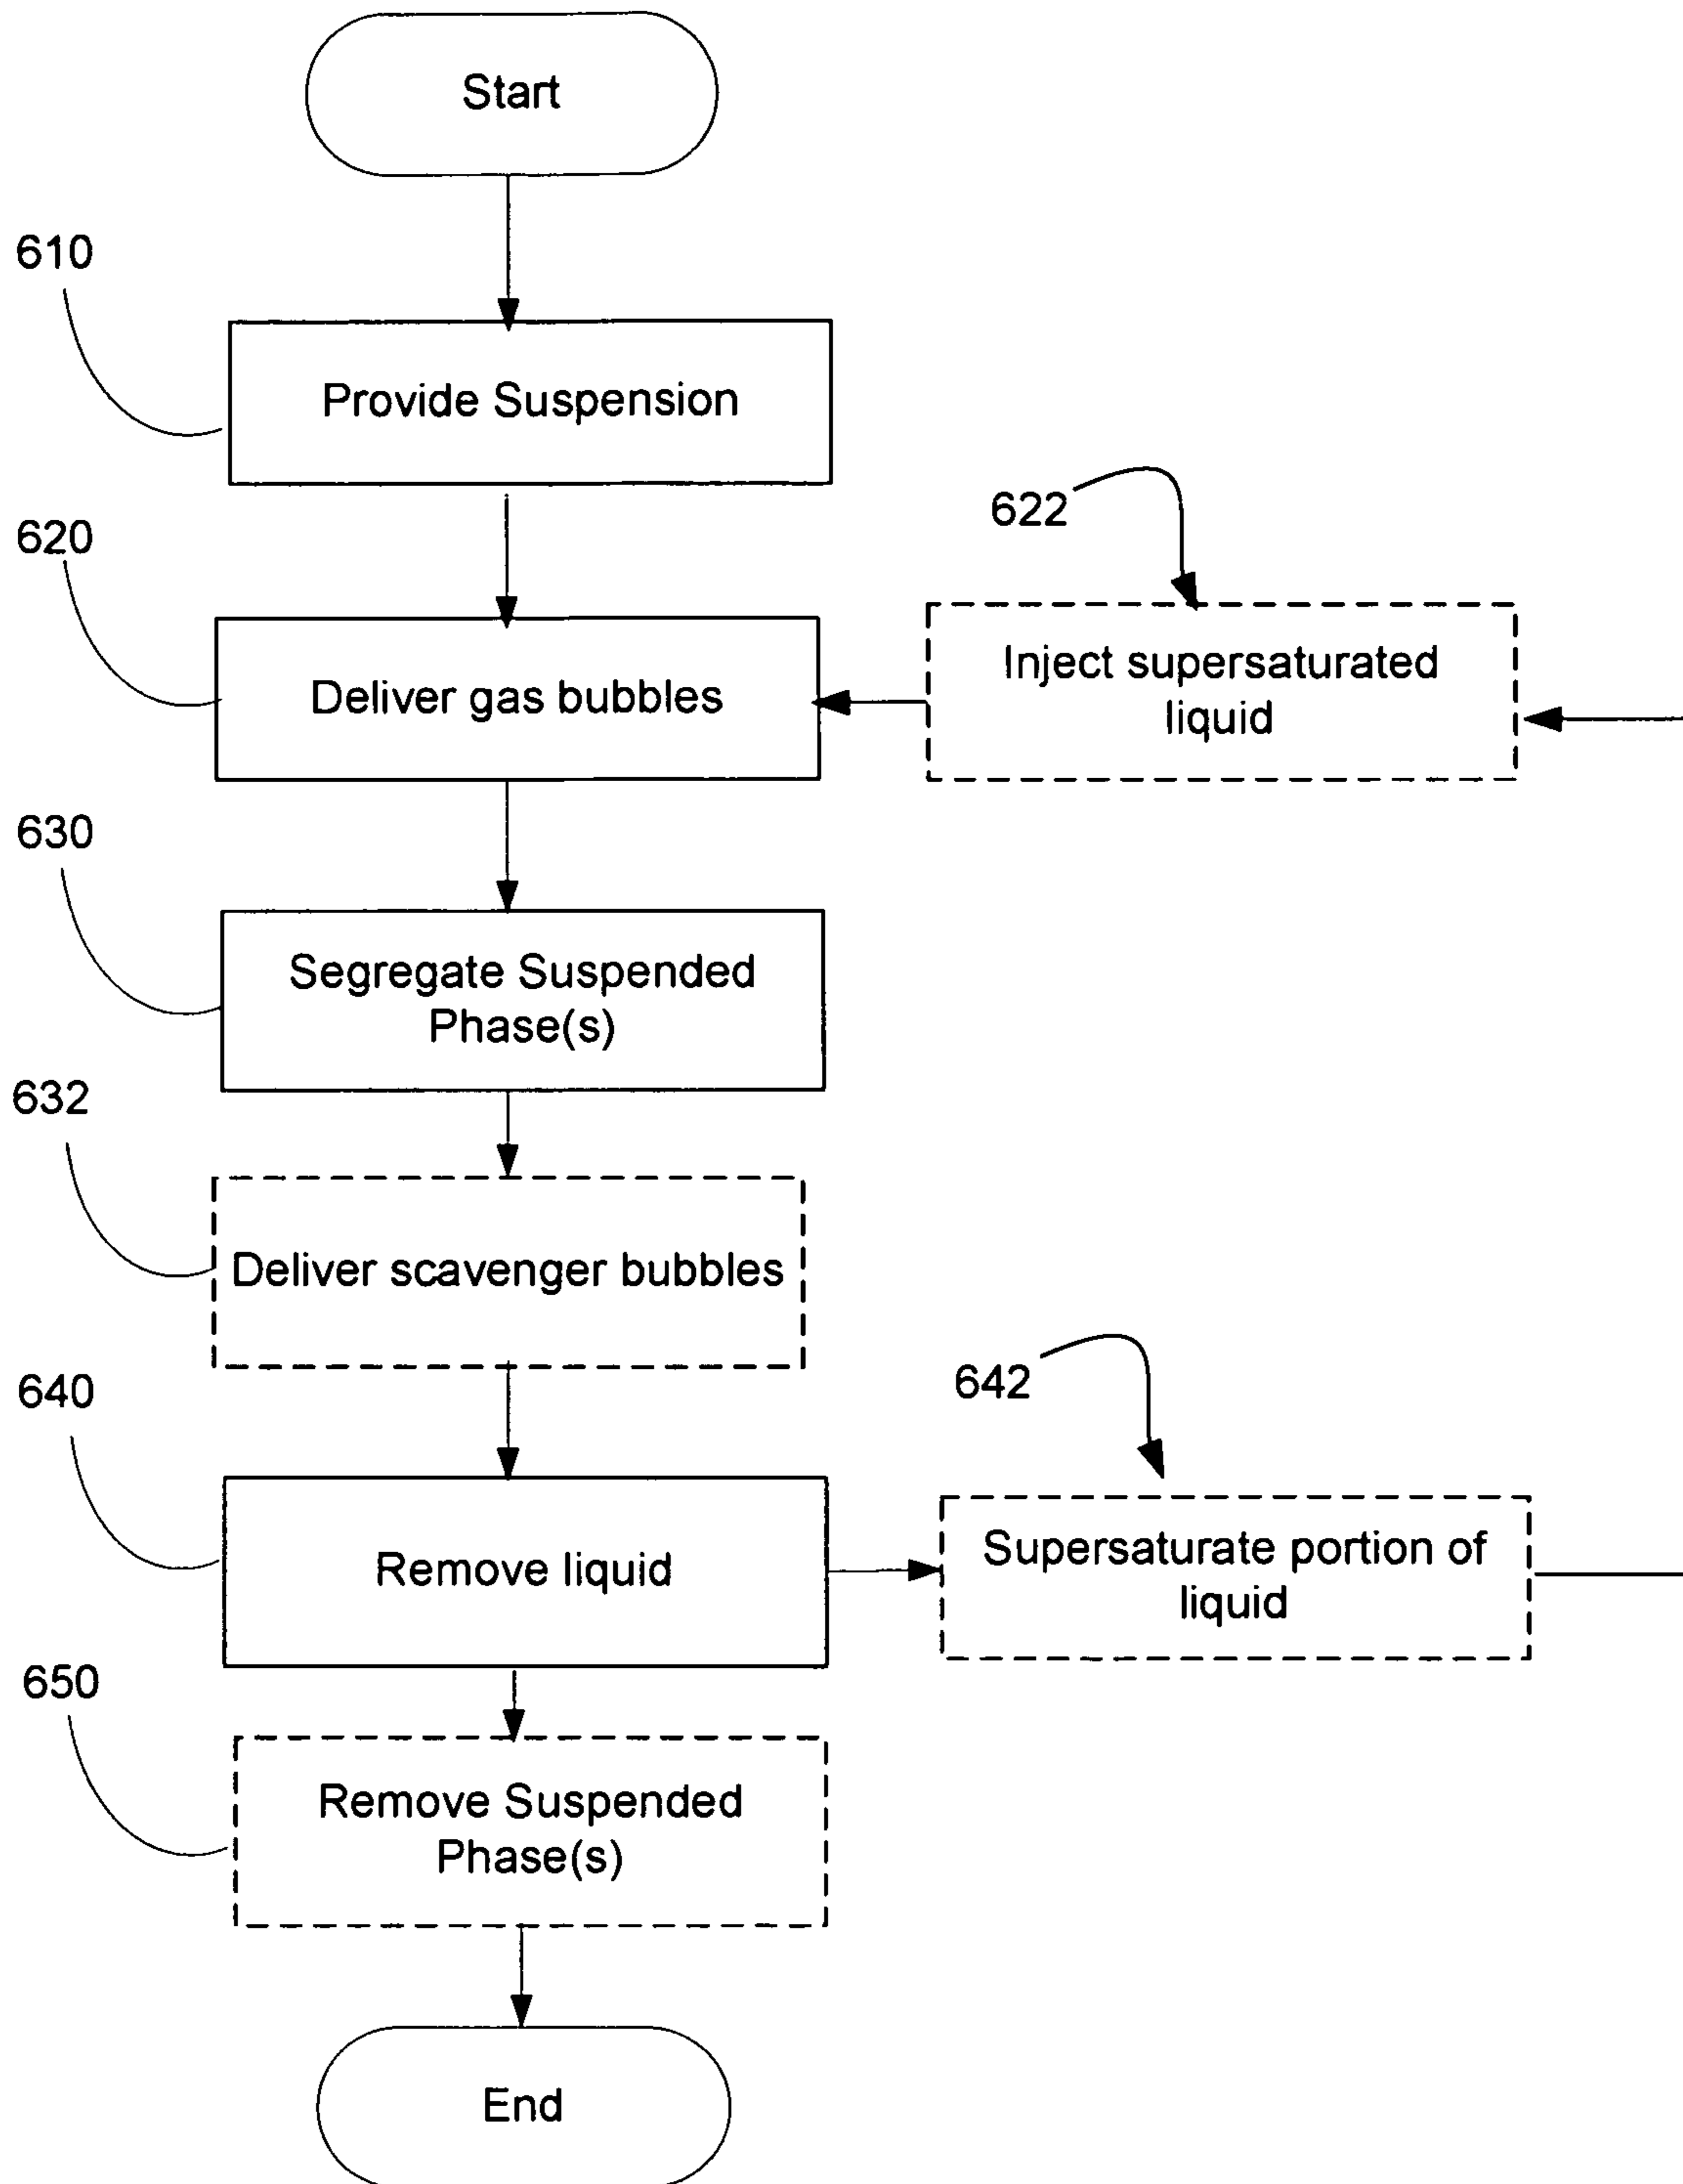 Start
610
Provide Suspension
622
620
Inject supersaturated
liquid
Deliver gas bubbles
630
Segregate Suspended
Phase(s)
632
Deliver scavenger bubbles
640
642
Supersaturate portion of
liquid
Remove liquid
650
Remove Suspended
Phase(s)
End